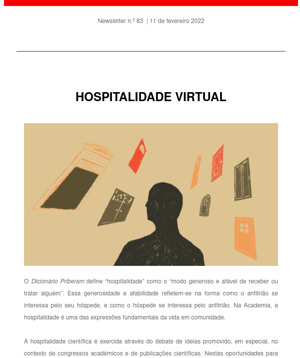 Newsletter n.º 83 | 11 de fevereiro 2022
HOSPITALIDADE VIRTUAL
O Dicionário Priberam define “hospitalidade” como o “modo generoso e afável de receber ou
tratar alguém”. Essa generosidade e afabilidade refletem-se na forma como o anfitrião se
interessa pelo seu hóspede, e como o hóspede se interessa pelo anfitrião. Na Academia, a
hospitalidade é uma das expressões fundamentais da vida em comunidade.
A hospitalidade científica é exercida através do debate de ideias promovido, em especial, no
contexto de congressos académicos e de publicações científicas. Nestas oportunidades para